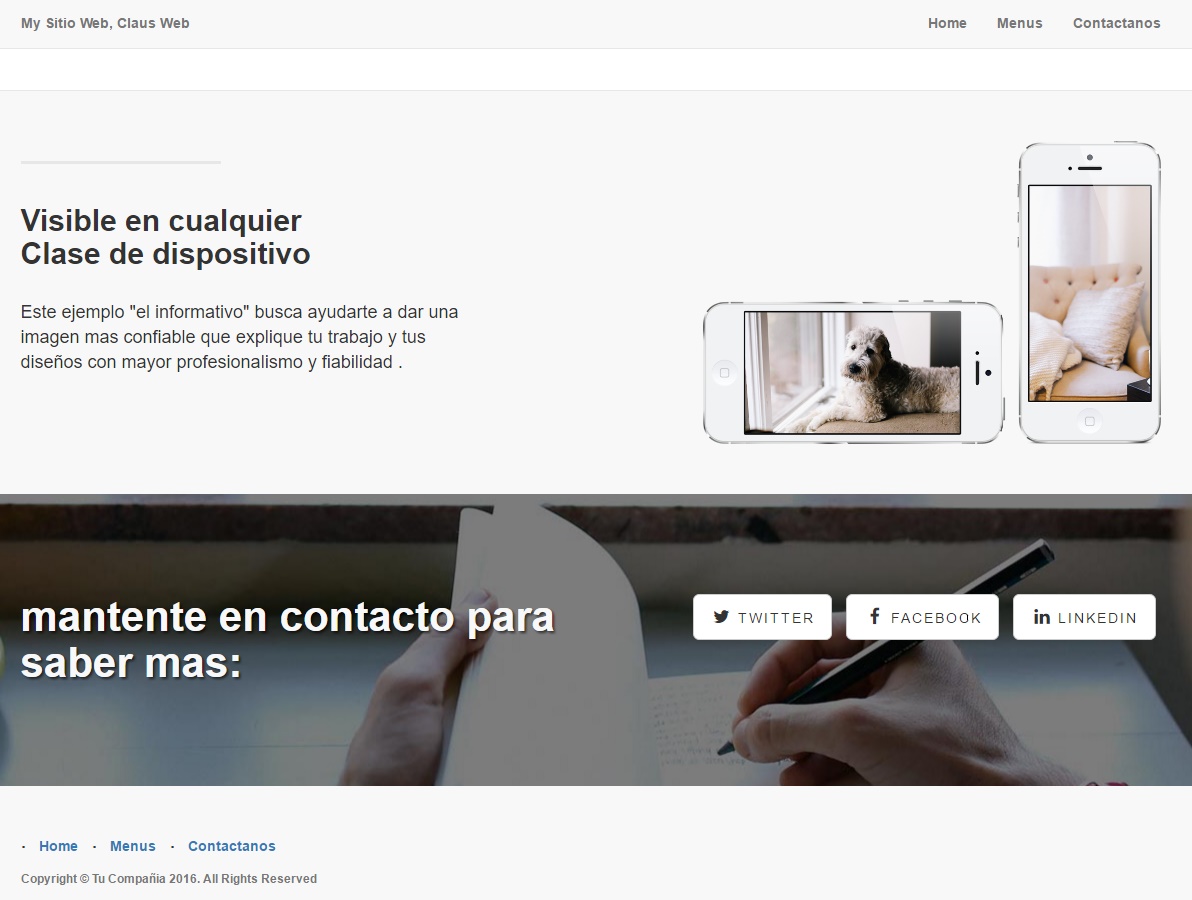 My Sitio Web, Claus Web
Home Menus Contactanos
Visible en cualquier
Clase de dispositivo
Este ejemplo "el informativo" busca ayudarte a dar una
imagen mas confiable que explique tu trabajo y tus
diseños con mayor profesionalismo y fiabilidad .
mantente en contacto para
saber mas:
TWITTER FACEBOOK LINKEDIN
· Home · Menus · Contactanos
Copyright © Tu Compañia 2016. All Rights Reserved